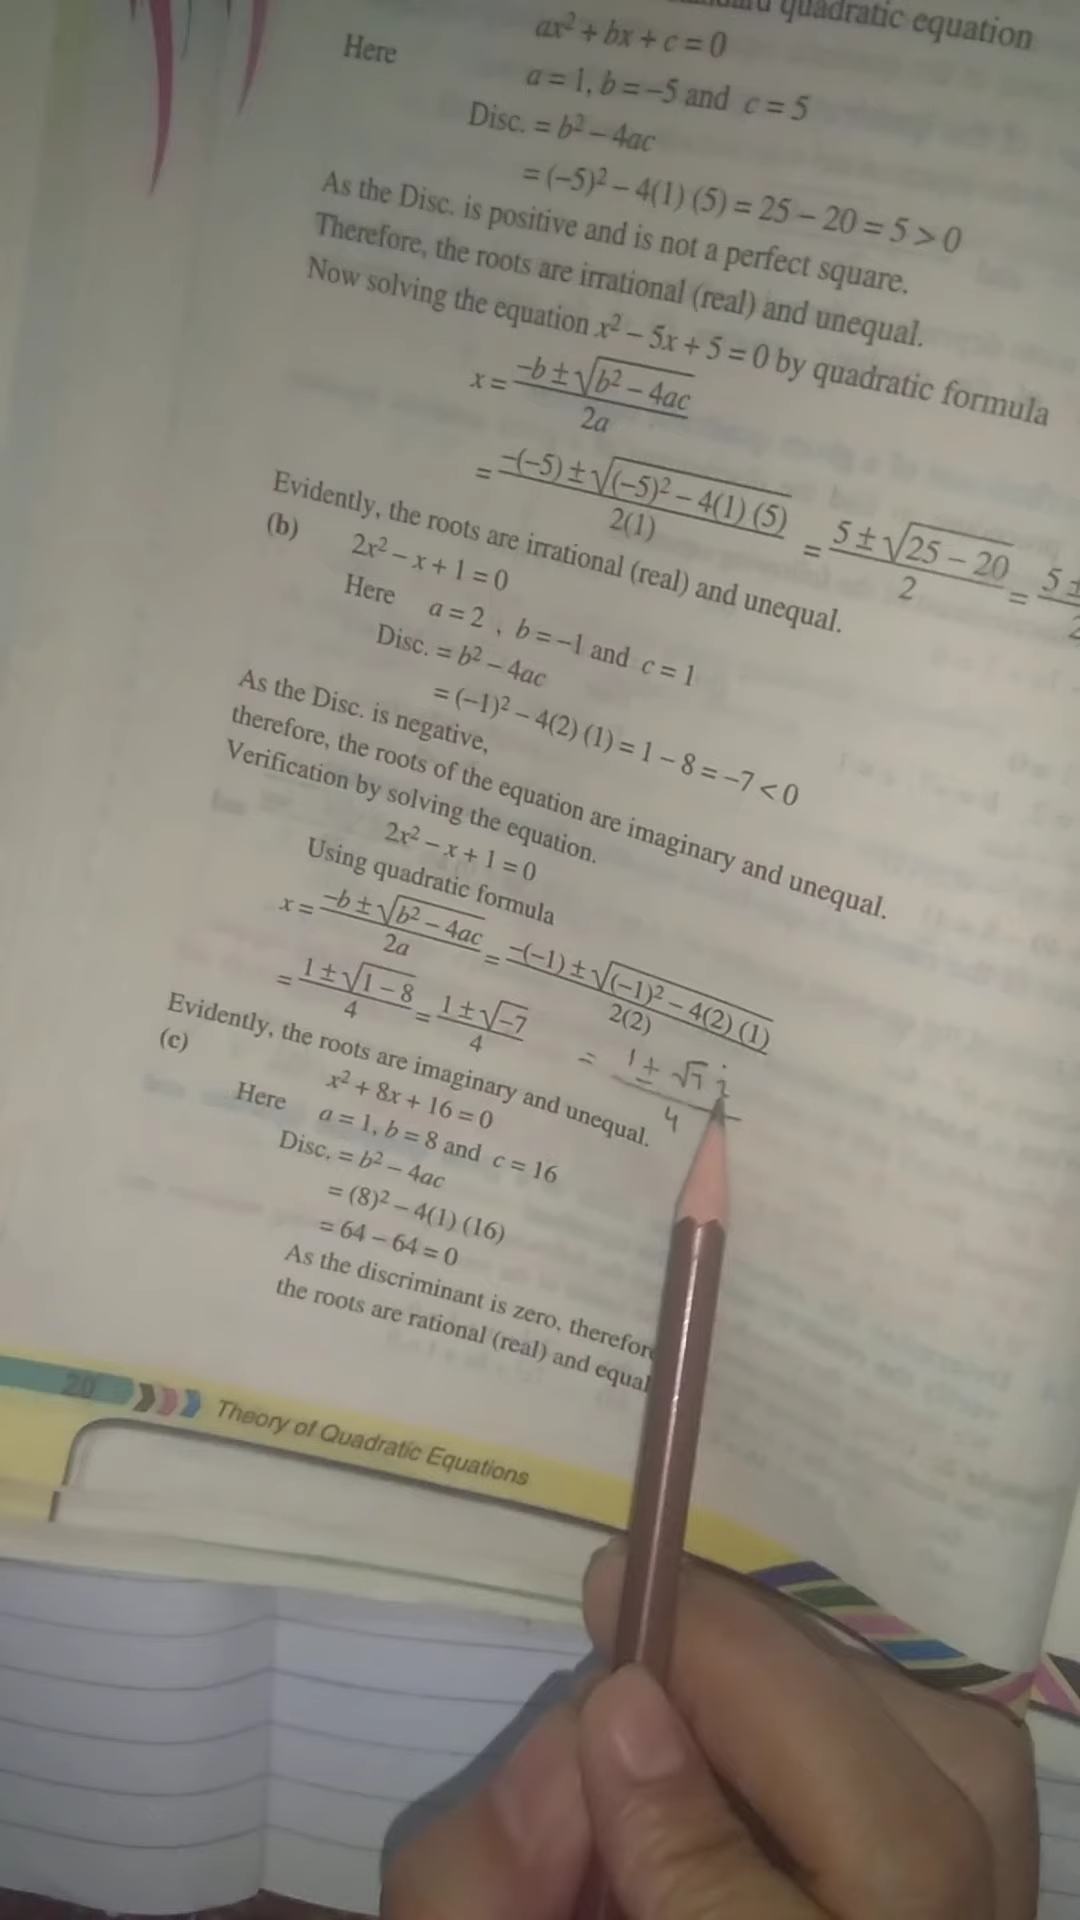 quadratic equation
ax² + bx + c = 0
Here a = 1, b = –5 and c = 5
Disc. = b² – 4ac
= (–5)² – 4(1) (5) = 25 – 20 = 5 > 0
As the Disc. is positive and is not a perfect square.
Therefore, the roots are irrational (real) and unequal.
Now solving the equation x² – 5x + 5 = 0 by quadratic formula
x = (–b ± √(b² – 4ac)) / 2a
= (–(–5) ± √((–5)² – 4(1) (5))) / 2(1) = (5 ± √(25 – 20)) / 2 = 5 ±
Evidently, the roots are irrational (real) and unequal.
(b) 2x² – x + 1 = 0
Here a = 2 , b = –1 and c = 1
Disc. = b² – 4ac
= (–1)² – 4(2) (1) = 1 – 8 = –7 < 0
As the Disc. is negative,
therefore, the roots of the equation are imaginary and unequal.
Verification by solving the equation.
2x² – x + 1 = 0
Using quadratic formula
x = (–b ± √(b² – 4ac)) / 2a = (–(–1) ± √((–1)² – 4(2) (1))) / 2(2)
= (1 ± √(1 – 8)) / 4 = (1 ± √–7) / 4 = (1 ± √7 i) / 4
Evidently, the roots are imaginary and unequal.
(c) x² + 8x + 16 = 0
Here a = 1, b = 8 and c = 16
Disc. = b² – 4ac
= (8)² – 4(1) (16)
= 64 – 64 = 0
As the discriminant is zero, therefor
the roots are rational (real) and equal
20 Theory of Quadratic Equations